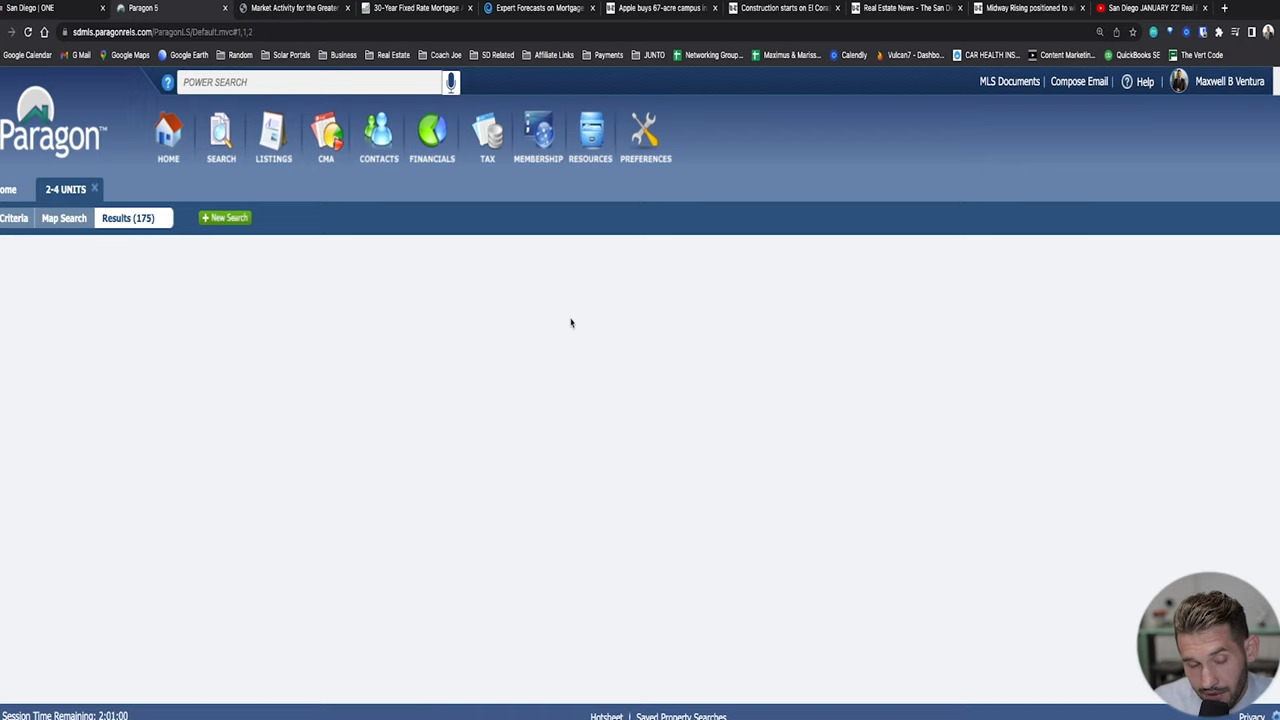 San Diego | ONE
Paragon 5
Market Activity for the Greater
30-Year Fixed Rate Mortgage
Expert Forecasts on Mortgage
Apple buys 67-acre campus in
Construction starts on El Cora
Real Estate News - The San Di
Midway Rising positioned to w
San Diego JANUARY 22' Real
sdmls.paragonrels.com/ParagonLS/Default.mvc#1,1,2
Google Calendar
G Mail
Google Maps
Google Earth
Random
Solar Portals
Business
Real Estate
Coach Joe
SD Related
Affiliate Links
Payments
JUNTO
Networking Group...
Maximus & Mariss...
Calendly
Vulcan7 - Dashbo...
CAR HEALTH INS...
Content Marketing...
QuickBooks SE
The Vert Code
POWER SEARCH
MLS Documents | Compose Email | Help | Maxwell B Ventura
Paragon™
HOME
SEARCH
LISTINGS
CMA
CONTACTS
FINANCIALS
TAX
MEMBERSHIP
RESOURCES
PREFERENCES
ome
2-4 UNITS
Criteria
Map Search
Results (175)
+ New Search
Session Time Remaining: 2:01:00
Hotsheet | Saved Property Searches
Privacy